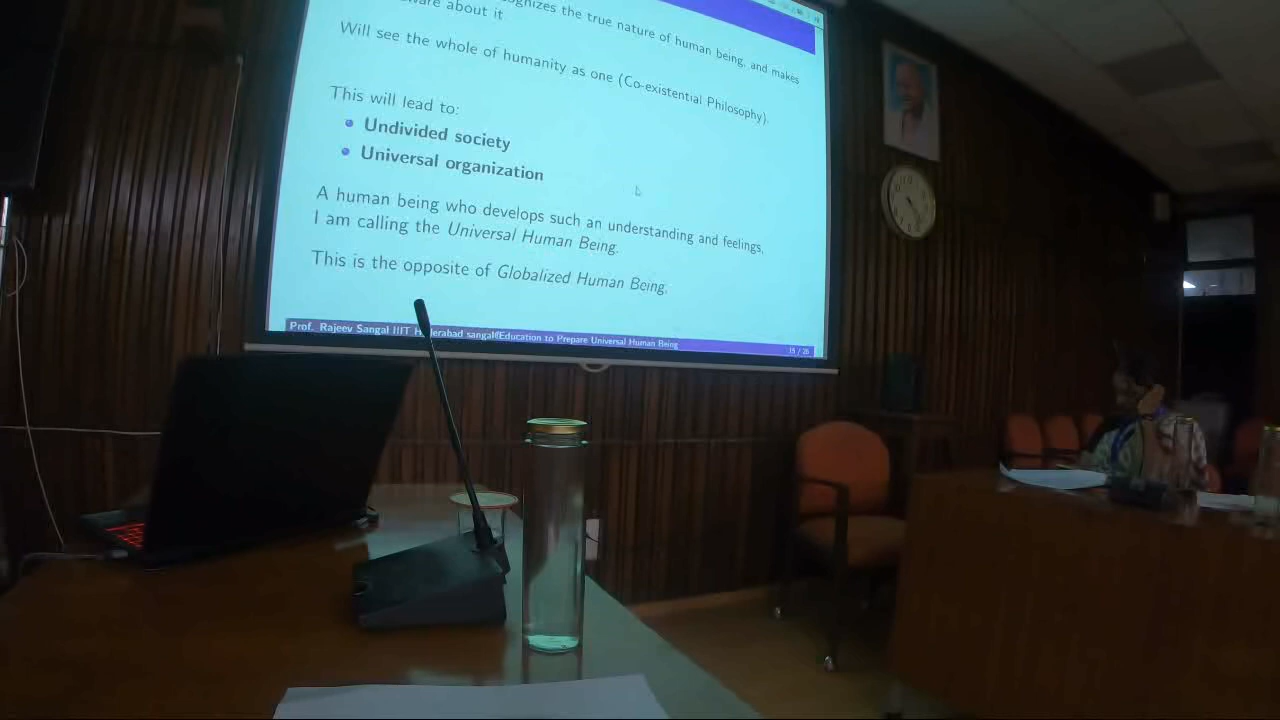 cognizes the true nature of human being, and makes
aware about it
Will see the whole of humanity as one (Co-existential Philosophy).
This will lead to:
Undivided society
Universal organization
A human being who develops such an understanding and feelings,
I am calling the Universal Human Being.
This is the opposite of Globalized Human Being.
Prof. Rajeev Sangal IIIT Hyderabad sangal@ Education to Prepare Universal Human Being 15 / 26